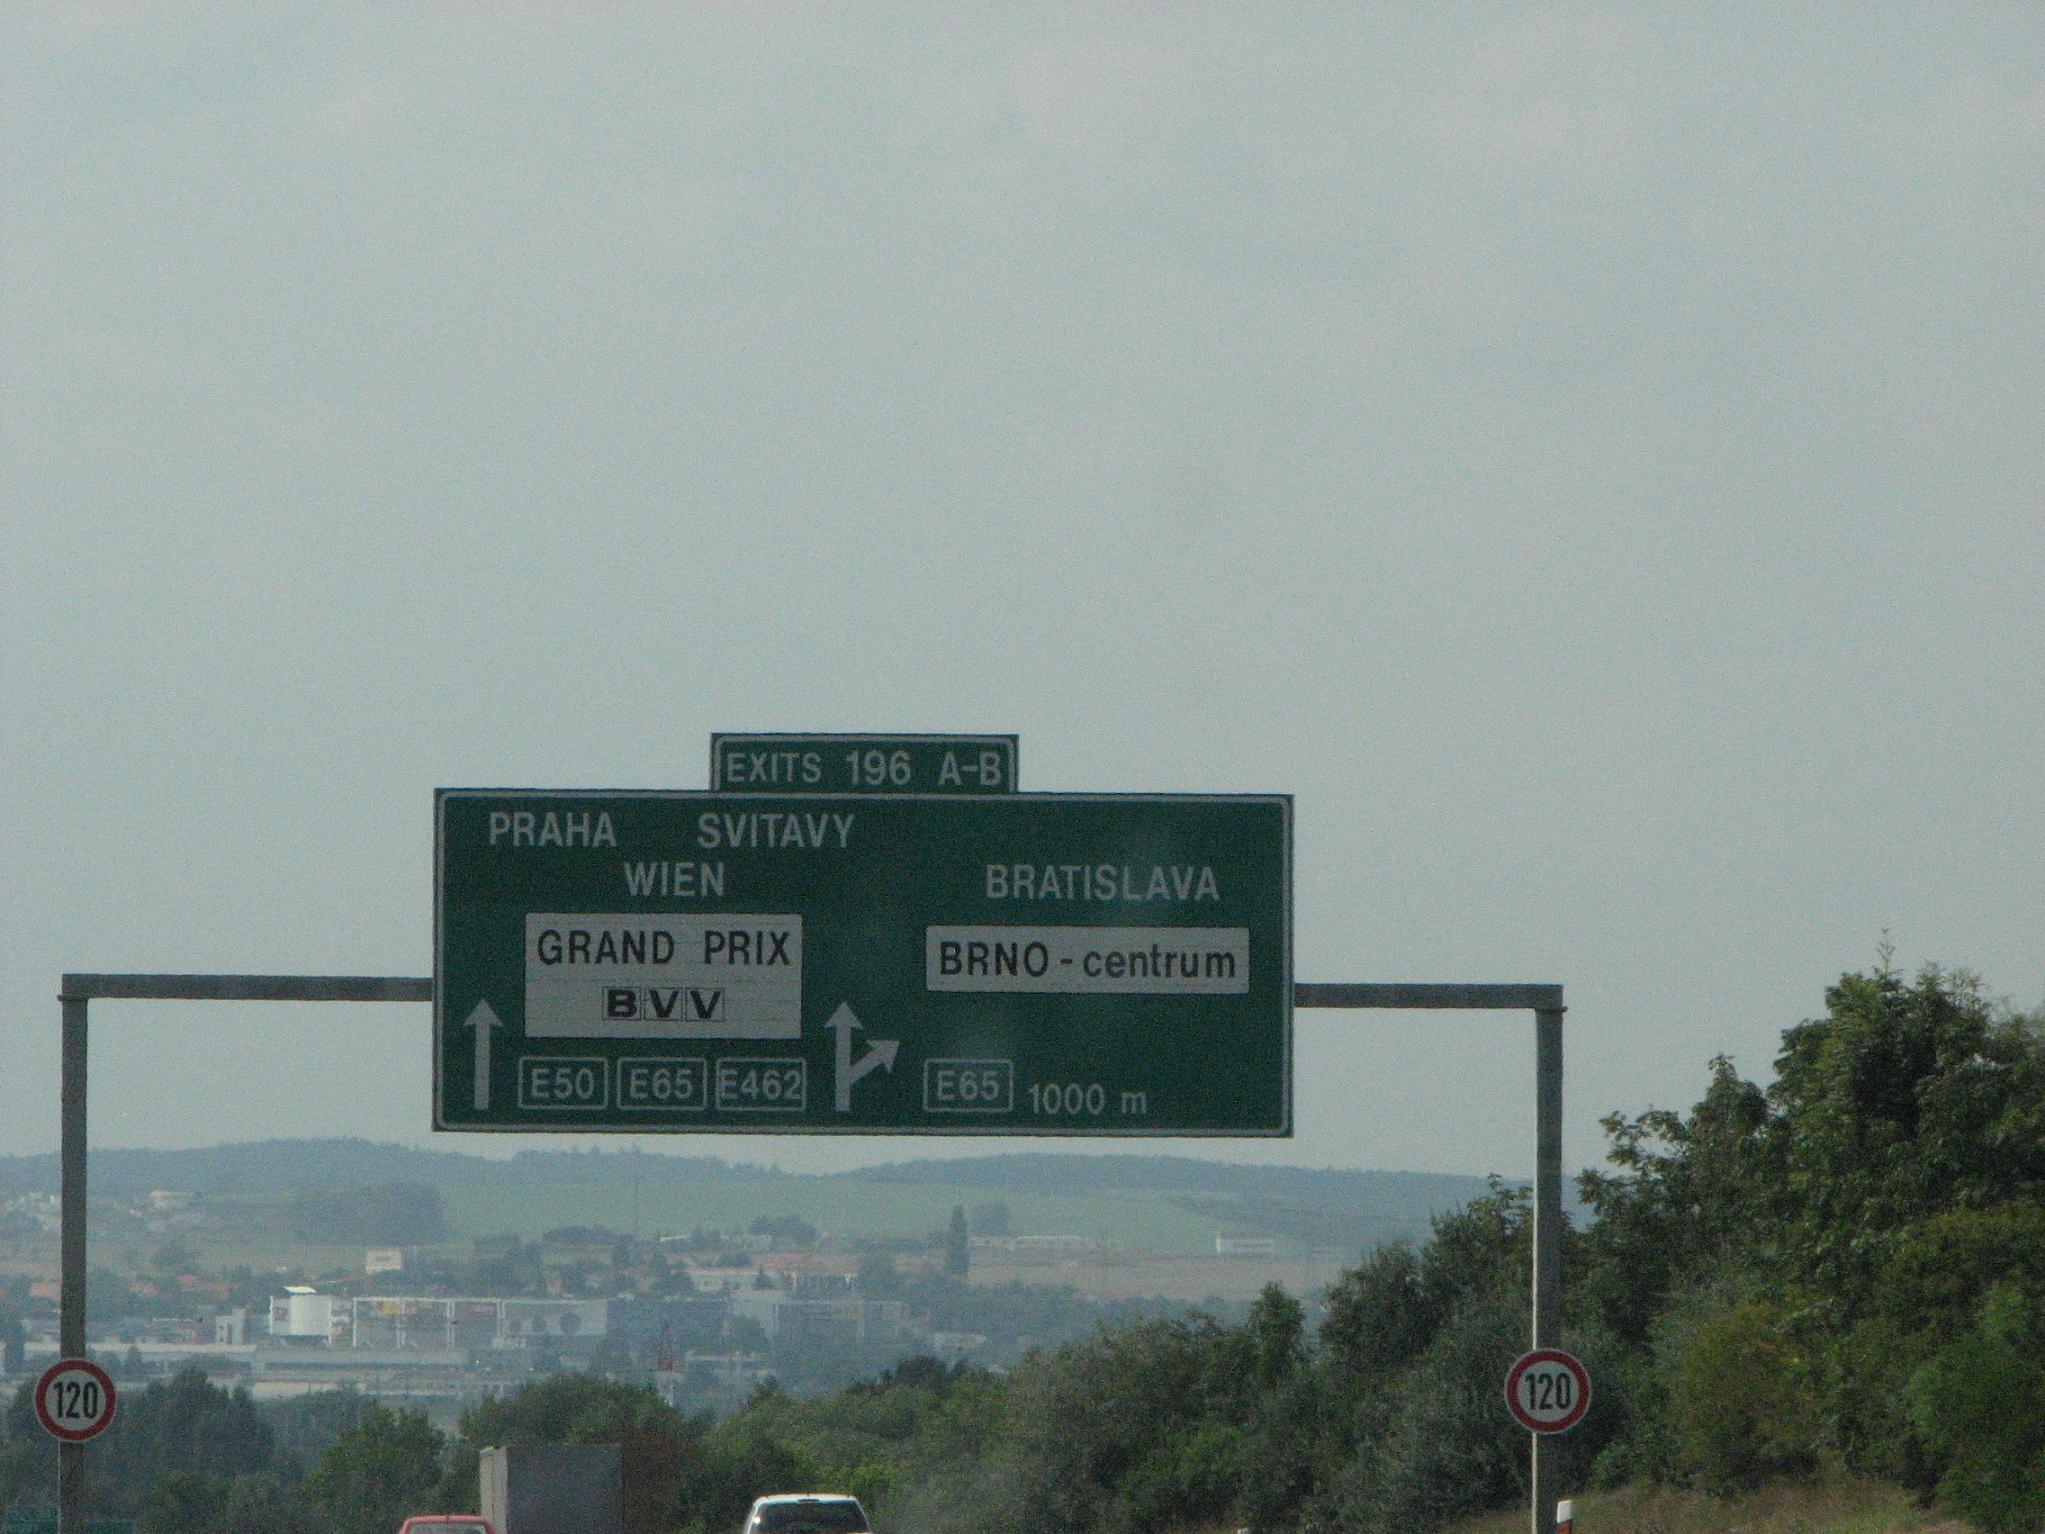 EXITS 196 A-B
PRAHA SVITAVY
WIEN
GRAND PRIX
BVV
E50 E65 E462
BRATISLAVA
BRNO - centrum
E65 1000 m
120
120